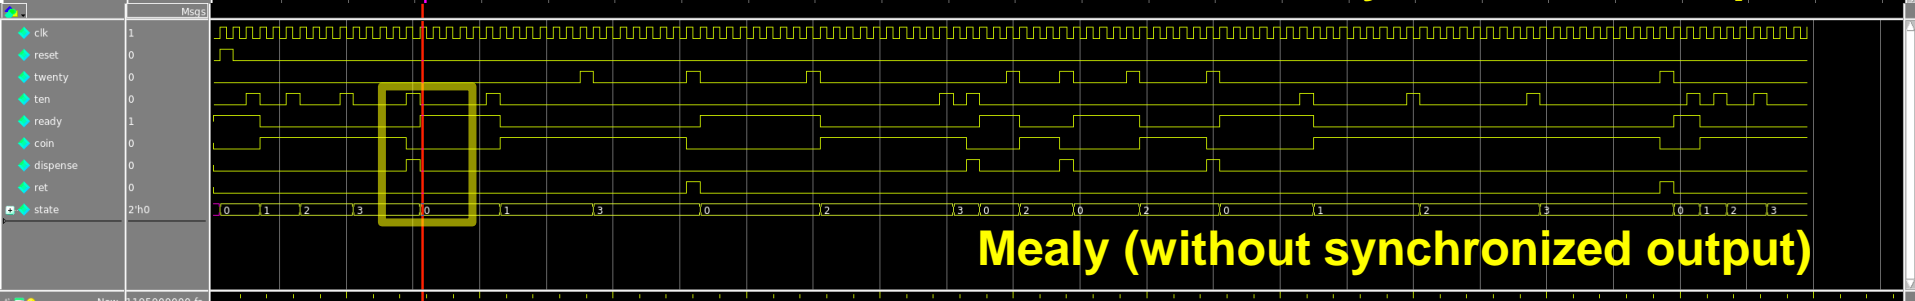 Msgs
clk 1
reset 0
twenty 0
ten 0
ready 1
coin 0
dispense 0
ret 0
state 2'h0 0 1 2 3 0 1 3 0 2 3 0 2 0 2 0 1 2 3 0 1 2 3
Mealy (without synchronized output)